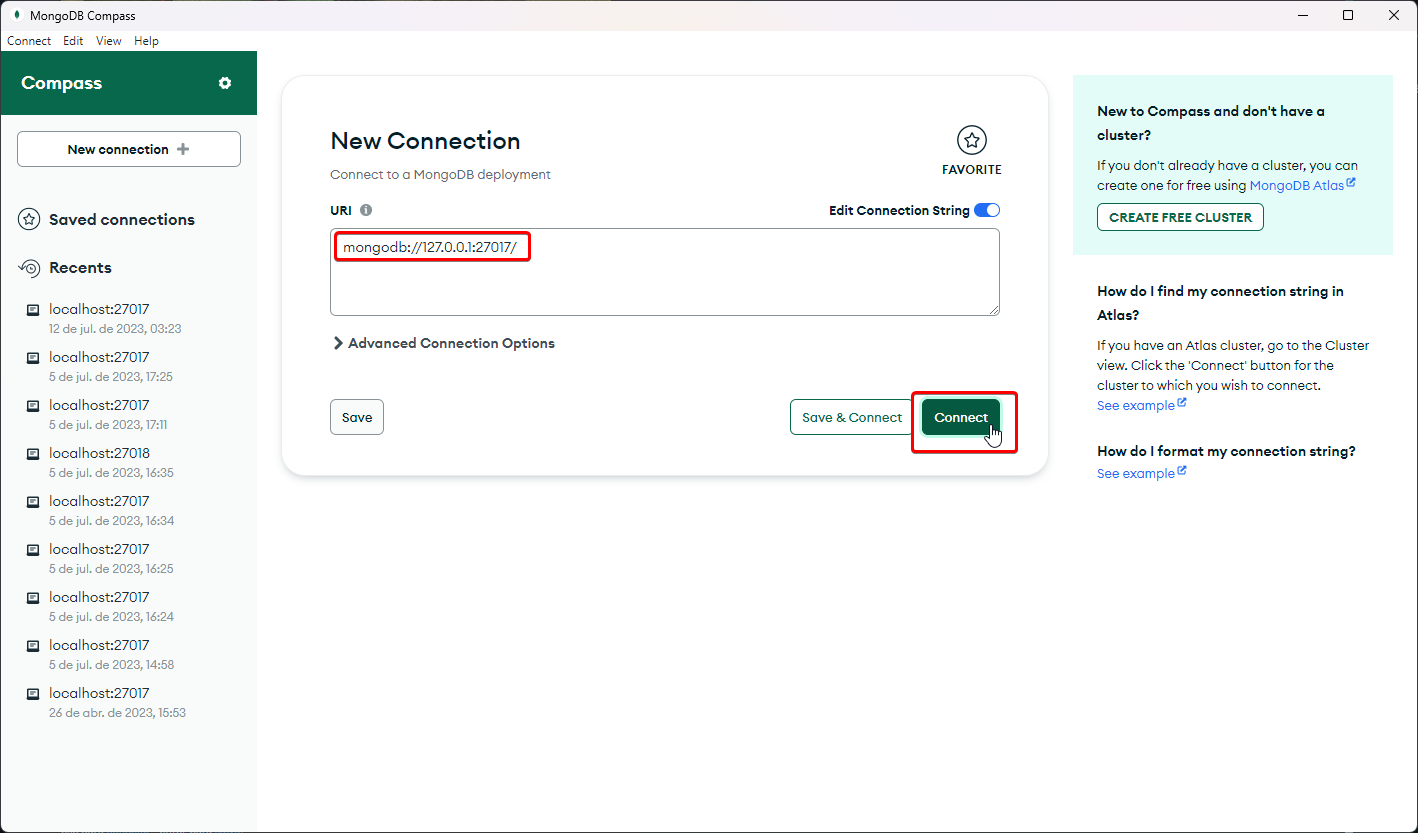 MongoDB Compass
Connect Edit View Help
Compass
New connection
Saved connections
Recents
localhost:27017
12 de jul. de 2023, 03:23
localhost:27017
5 de jul. de 2023, 17:25
localhost:27017
5 de jul. de 2023, 17:11
localhost:27018
5 de jul. de 2023, 16:35
localhost:27017
5 de jul. de 2023, 16:34
localhost:27017
5 de jul. de 2023, 16:25
localhost:27017
5 de jul. de 2023, 16:24
localhost:27017
5 de jul. de 2023, 14:58
localhost:27017
26 de abr. de 2023, 15:53
New Connection
FAVORITE
Connect to a MongoDB deployment
URI
Edit Connection String
mongodb://127.0.0.1:27017/
Advanced Connection Options
Save
Save & Connect
Connect
New to Compass and don't have a
cluster?
If you don't already have a cluster, you can
create one for free using MongoDB Atlas
CREATE FREE CLUSTER
How do I find my connection string in
Atlas?
If you have an Atlas cluster, go to the Cluster
view. Click the 'Connect' button for the
cluster to which you wish to connect.
See example
How do I format my connection string?
See example